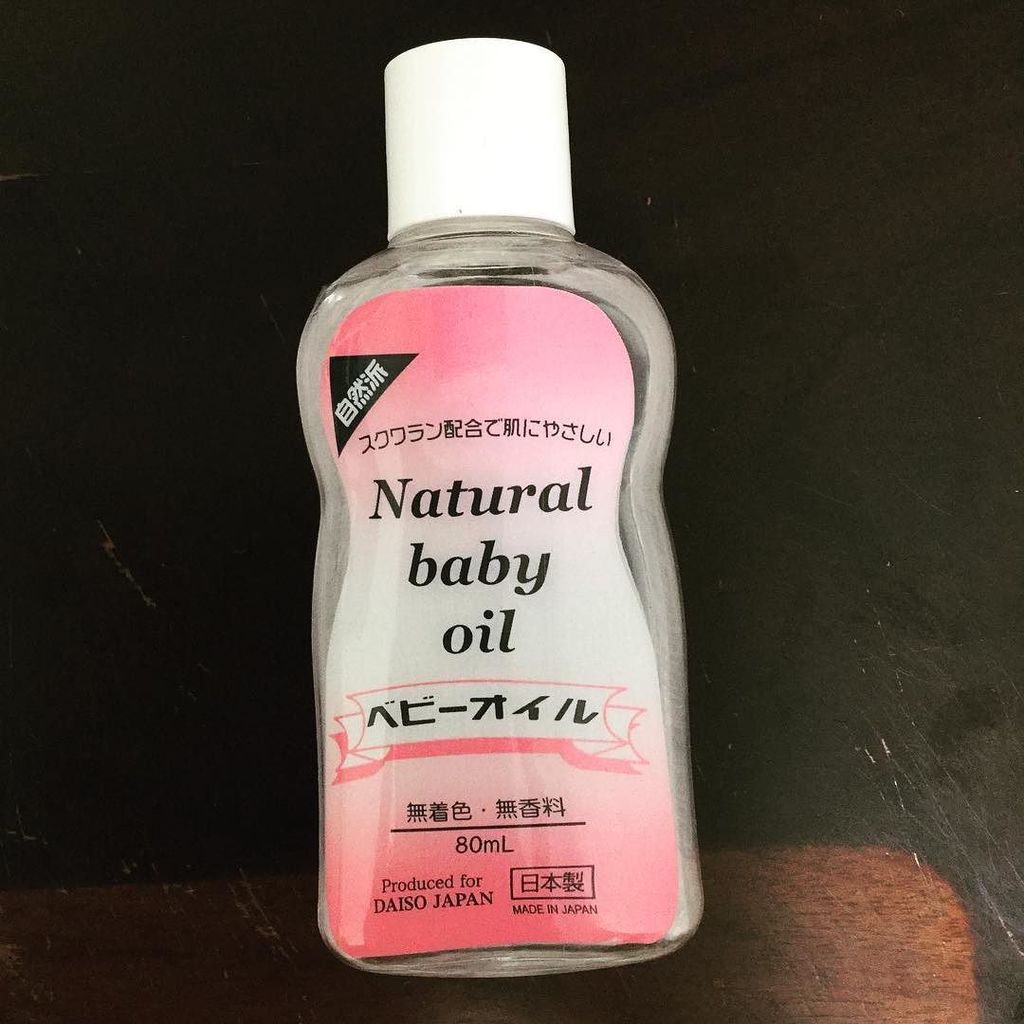 自然派
スクワラン配合で肌にやさしい
Natural
baby
oil
ベビーオイル
無着色・無香料
80mL
Produced for
DAISO JAPAN
日本製
MADE IN JAPAN